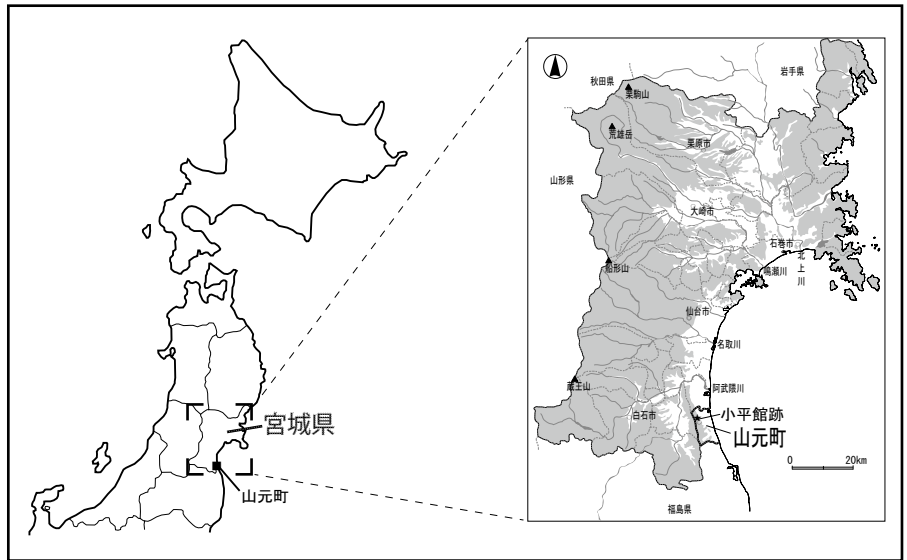 宮城県
山元町
秋田県
岩手県
栗駒山
荒雄岳
栗原市
山形県
大崎市
石巻市
北上川
鳴瀬川
船形山
仙台市
名取川
蔵王山
阿武隈川
白石市
小平館跡
山元町
0 20km
福島県